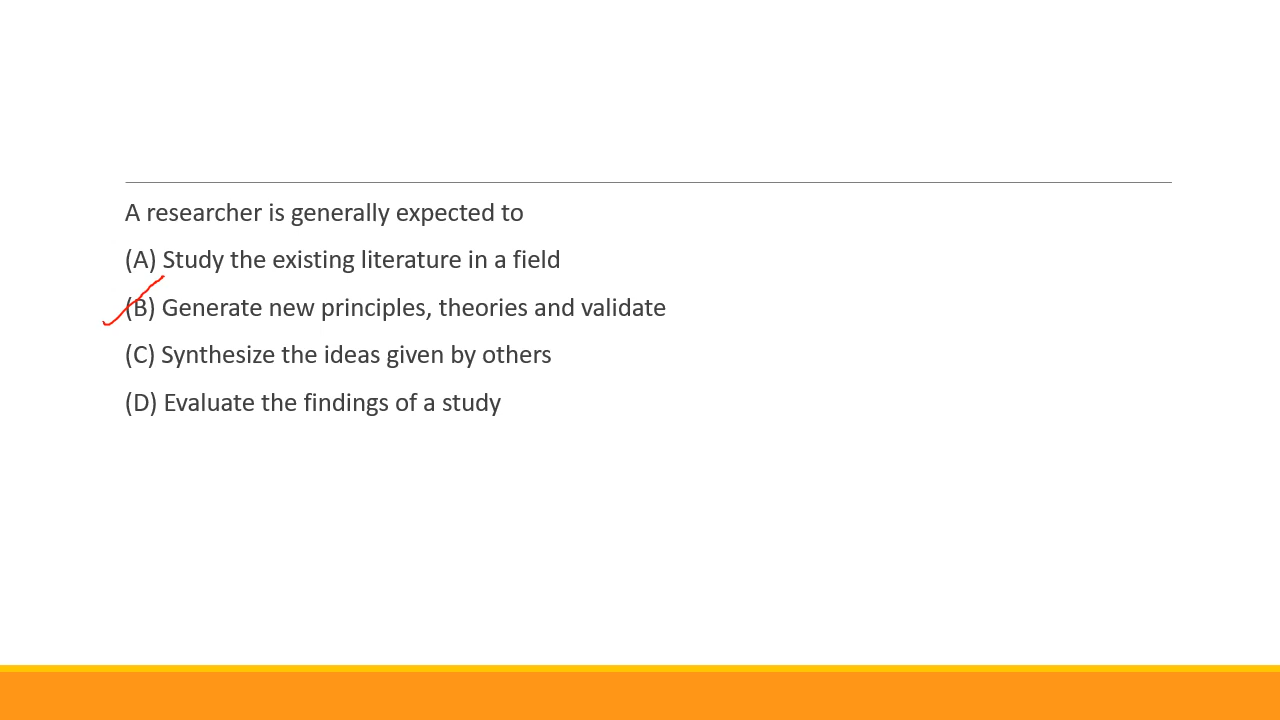 A researcher is generally expected to
(A) Study the existing literature in a field
(B) Generate new principles, theories and validate
(C) Synthesize the ideas given by others
(D) Evaluate the findings of a study